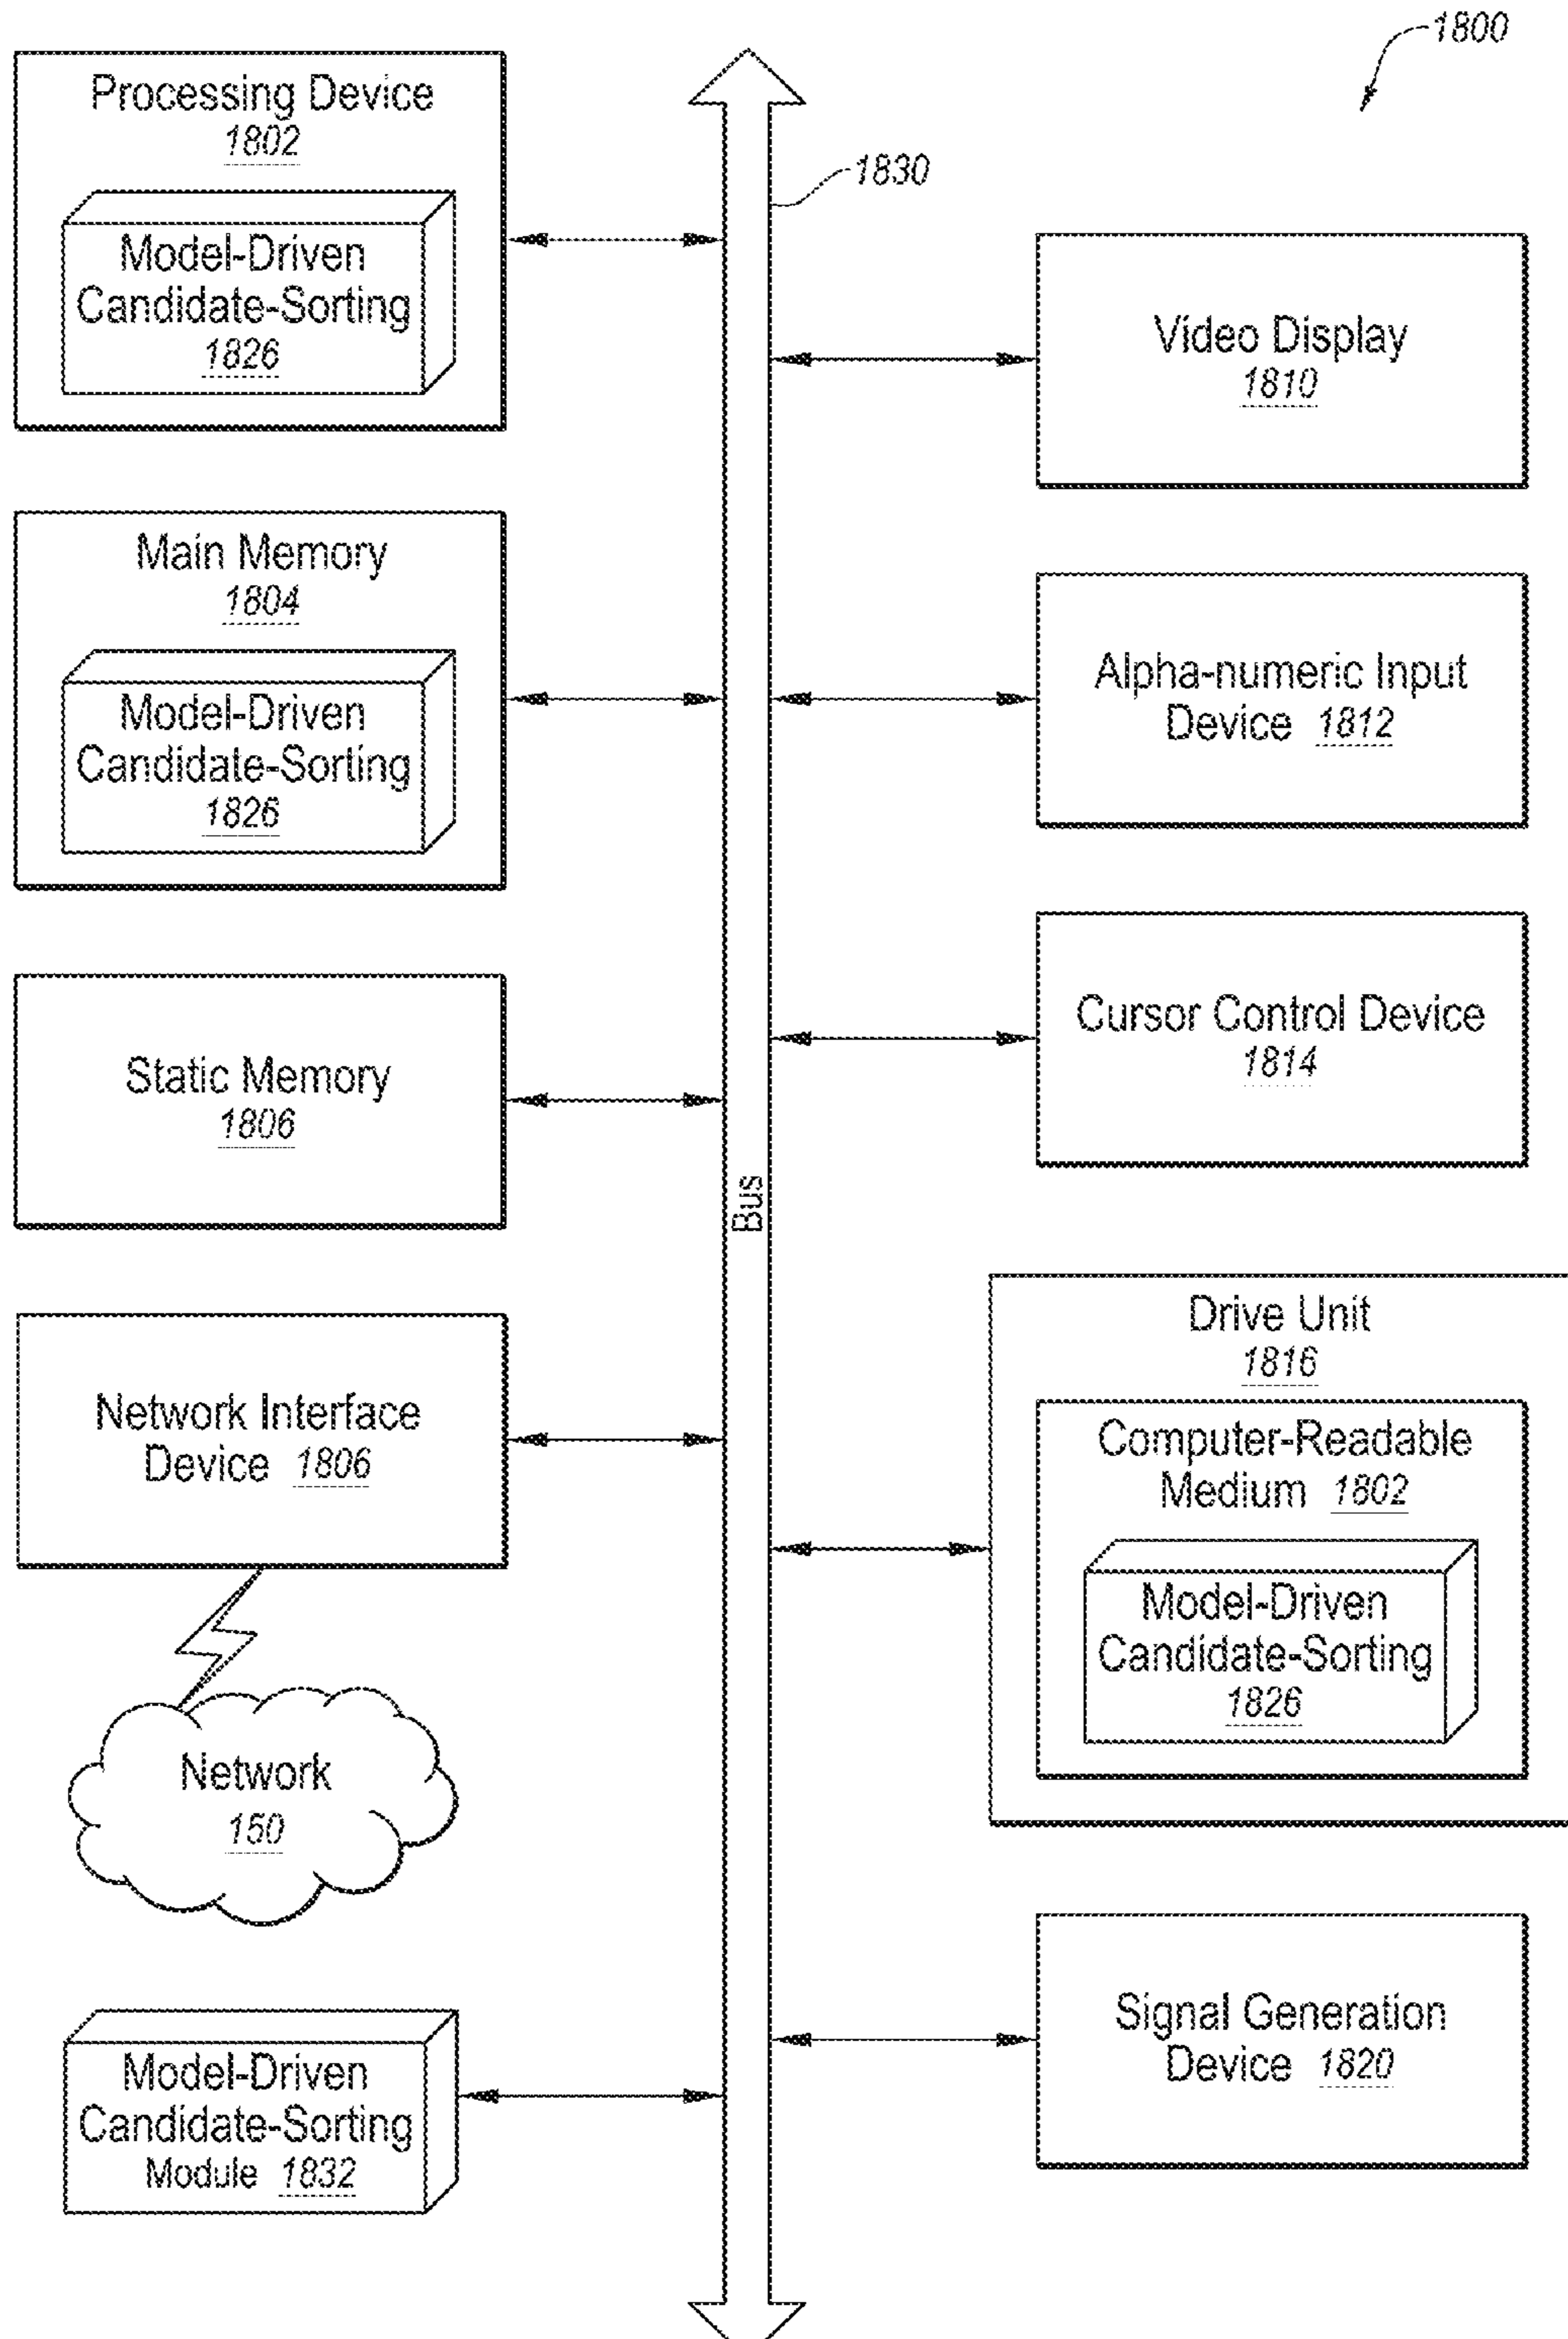 1800
Processing Device
1802
Model-Driven
Candidate-Sorting
1826
1830
Video Display
1810
Main Memory
1804
Model-Driven
Candidate-Sorting
1826
Alpha-numeric Input
Device 1812
Cursor Control Device
1814
Static Memory
1806
Bus
Network Interface
Device 1806
Drive Unit
1816
Computer-Readable
Medium 1802
Model-Driven
Candidate-Sorting
1826
Network
150
Signal Generation
Device 1820
Model-Driven
Candidate-Sorting
Module 1832